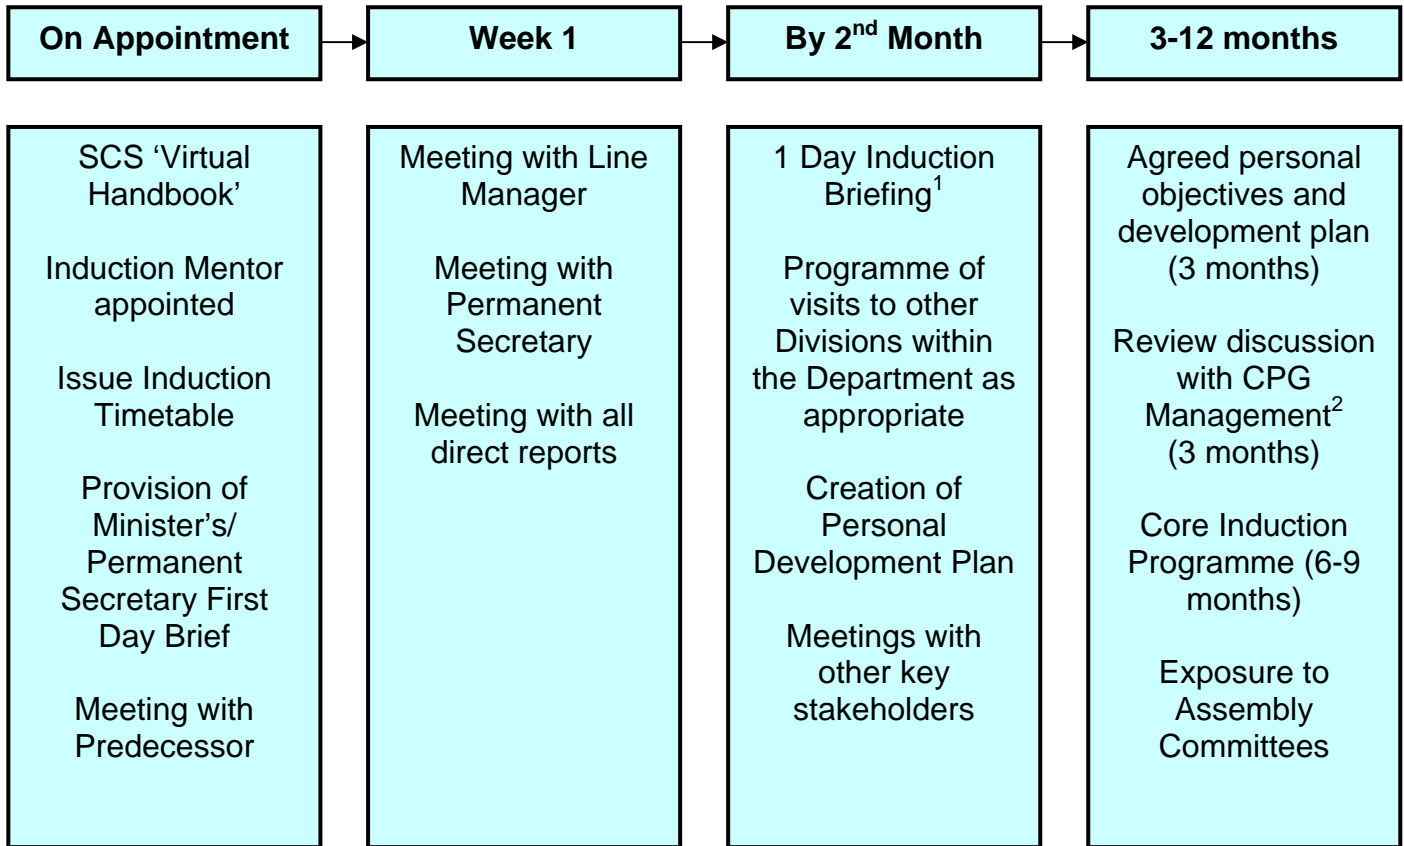 On Appointment
Week 1
By 2nd Month
3-12 months
SCS ‘Virtual
Handbook’
Induction Mentor
appointed
Issue Induction
Timetable
Provision of
Minister’s/
Permanent
Secretary First
Day Brief
Meeting with
Predecessor
Meeting with Line
Manager
Meeting with
Permanent
Secretary
Meeting with all
direct reports
1 Day Induction
Briefing1
Programme of
visits to other
Divisions within
the Department as
appropriate
Creation of
Personal
Development Plan
Meetings with
other key
stakeholders
Agreed personal
objectives and
development plan
(3 months)
Review discussion
with CPG
Management2
(3 months)
Core Induction
Programme (6-9
months)
Exposure to
Assembly
Committees